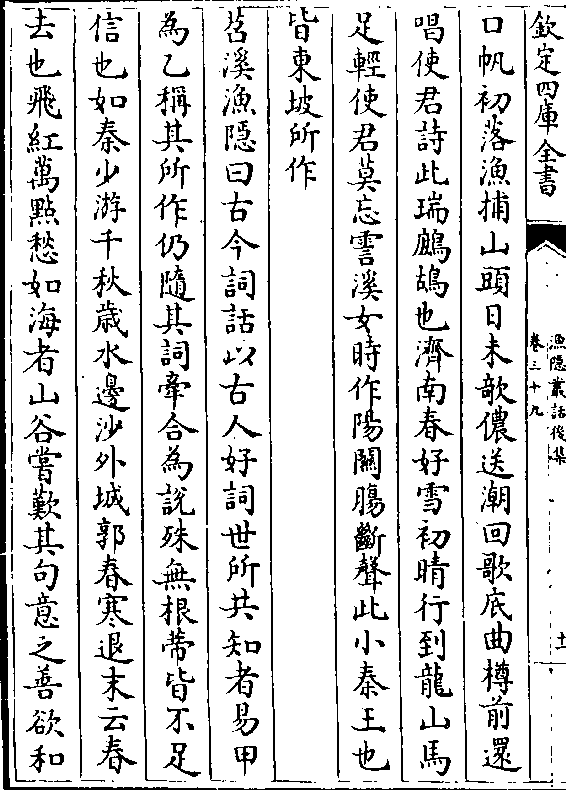 欽定四庫全書
漁隠叢話後集
卷三十九
十一
口帆初落漁捕山頭日未欹儂送潮回歌底曲樽前還
唱使君詩此瑞鷓鴣也濟南春好雪初晴行到龍山馬
足輕使君莫忘霅溪女時作陽關膓斷聲此小秦王也
皆東坡所作
苕溪漁隠曰古今詞話以古人好詞世所共知者易甲
為乙稱其所作仍隨其詞牽合為說殊無根蒂皆不足
信也如秦少游千秋歳水邊沙外城郭春寒退末云春
去也飛紅萬點愁如海者山谷嘗歎其句意之善欲和